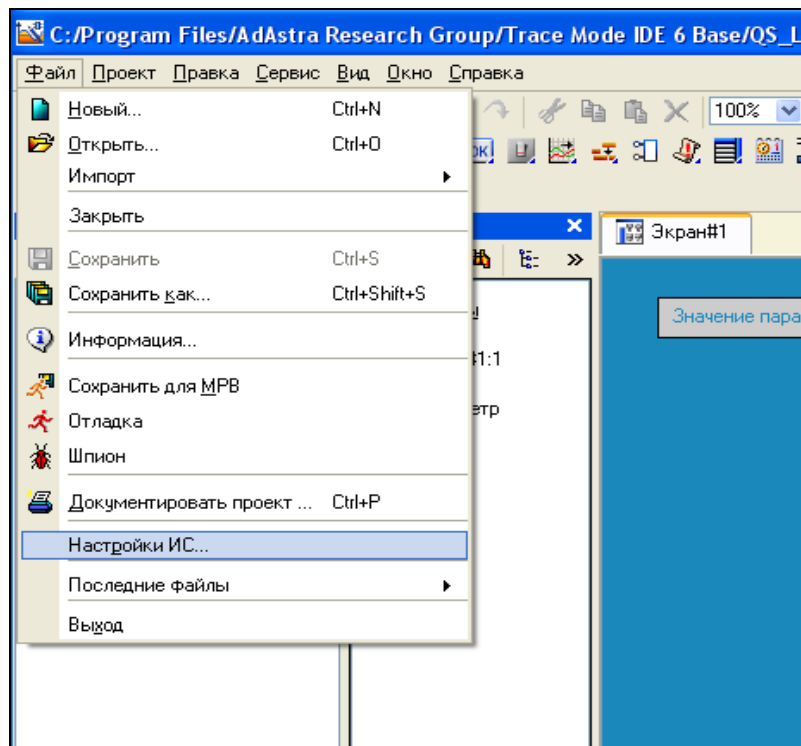 C:/Program Files/AdAstra Research Group/Trace Mode IDE 6 Base/QS_L
Файл Проект Правка Сервис Вид Окно Справка
Новый... Ctrl+N
100%
Открыть... Ctrl+O
Импорт
Закрыть
Экран#1
Сохранить Ctrl+S
Сохранить как... Ctrl+Shift+S
Значение пара
Информация...
#1:1
Сохранить для МРВ
етр
Отладка
Шпион
Документировать проект ... Ctrl+P
Настройки ИС...
Последние файлы
Выход